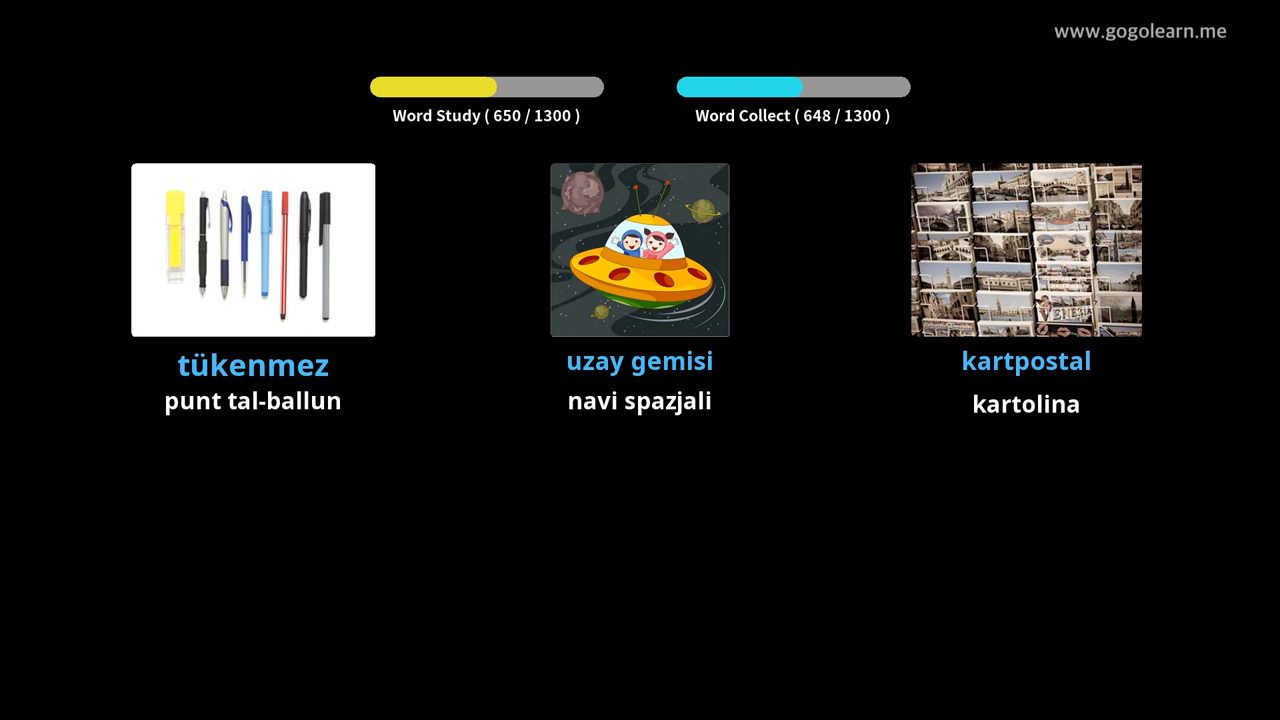 www.gogolearn.me
Word Study ( 650 / 1300 )
Word Collect ( 648 / 1300 )
VENEZIA
tükenmez
uzay gemisi
kartpostal
punt tal-ballun
navi spazjali
kartolina